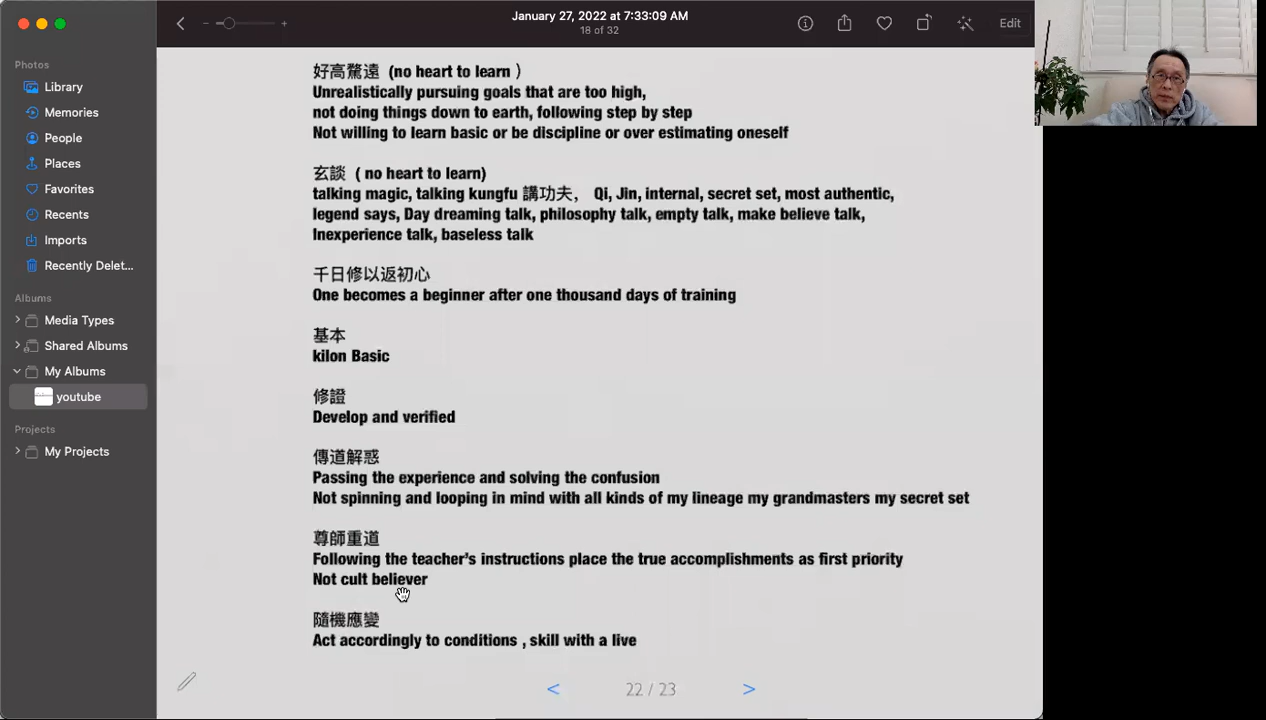 January 27, 2022 at 7:33:09 AM
18 of 32
Edit
Photos
Library
Memories
People
Places
Favorites
Recents
Imports
Recently Delet...
Albums
Media Types
Shared Albums
My Albums
youtube
Projects
My Projects
好高騖遠 (no heart to learn )
Unrealistically pursuing goals that are too high,
not doing things down to earth, following step by step
Not willing to learn basic or be discipline or over estimating oneself
玄談 ( no heart to learn)
talking magic, talking kungfu 講功夫, Qi, Jin, internal, secret set, most authentic,
legend says, Day dreaming talk, philosophy talk, empty talk, make believe talk,
Inexperience talk, baseless talk
千日修以返初心
One becomes a beginner after one thousand days of training
基本
kilon Basic
修證
Develop and verified
傳道解惑
Passing the experience and solving the confusion
Not spinning and looping in mind with all kinds of my lineage my grandmasters my secret set
尊師重道
Following the teacher's instructions place the true accomplishments as first priority
Not cult believer
隨機應變
Act accordingly to conditions , skill with a live
< 22 / 23 >